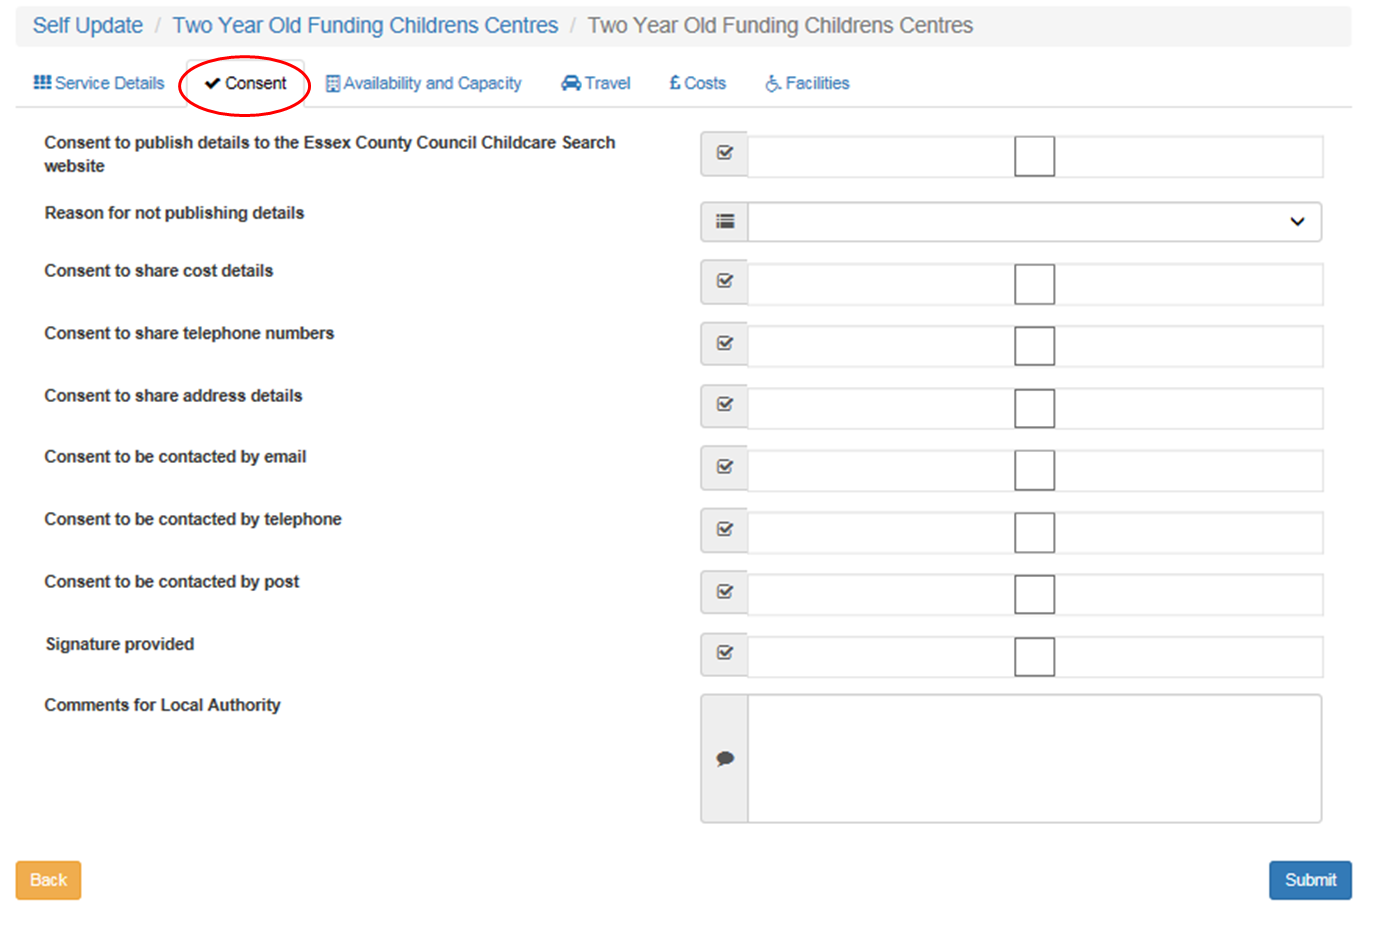 Self Update / Two Year Old Funding Childrens Centres / Two Year Old Funding Childrens Centres
Service Details Consent Availability and Capacity Travel £ Costs Facilities
Consent to publish details to the Essex County Council Childcare Search
website
Reason for not publishing details
Consent to share cost details
Consent to share telephone numbers
Consent to share address details
Consent to be contacted by email
Consent to be contacted by telephone
Consent to be contacted by post
Signature provided
Comments for Local Authority
Back Submit